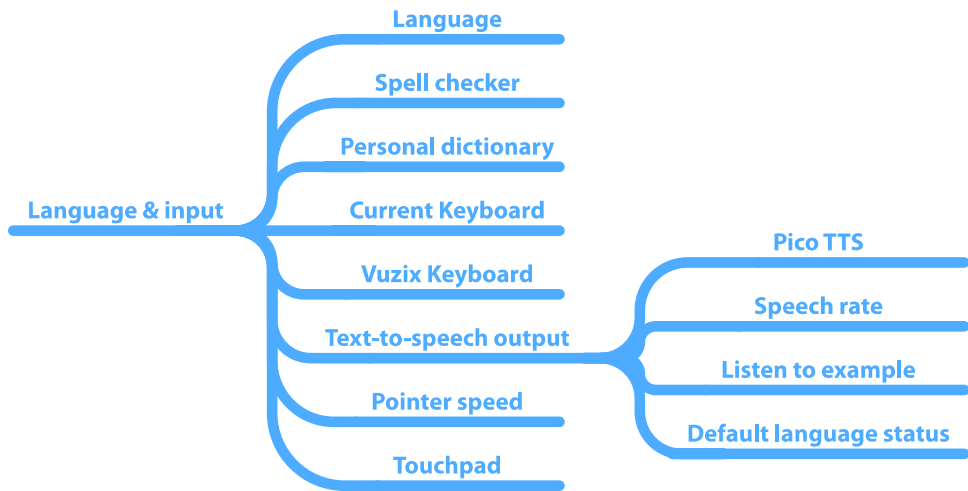 Language & input
Language
Spell checker
Personal dictionary
Current Keyboard
Vuzix Keyboard
Text-to-speech output
Pico TTS
Speech rate
Listen to example
Default language status
Pointer speed
Touchpad